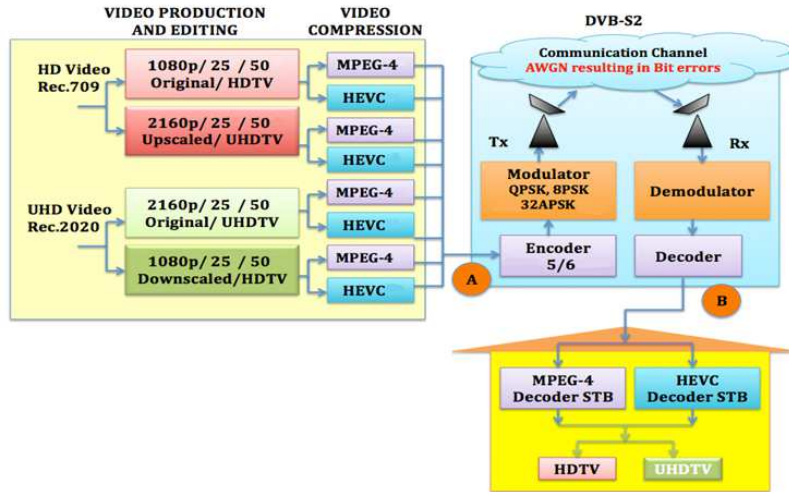 VIDEO PRODUCTION
AND EDITING
VIDEO
COMPRESSION
DVB-S2
HD Video
Rec.709
1080p/ 25 / 50
Original/ HDTV
MPEG-4
HEVC
2160p/ 25 / 50
Upscaled/ UHDTV
MPEG-4
HEVC
UHD Video
Rec.2020
2160p/ 25 / 50
Original/ UHDTV
MPEG-4
HEVC
1080p/ 25 / 50
Downscaled/HDTV
MPEG-4
HEVC
A
Communication Channel
AWGN resulting in Bit errors
Tx
Rx
Modulator
QPSK, 8PSK
32APSK
Demodulator
Encoder
5/6
Decoder
B
MPEG-4
Decoder STB
HEVC
Decoder STB
HDTV
UHDTV